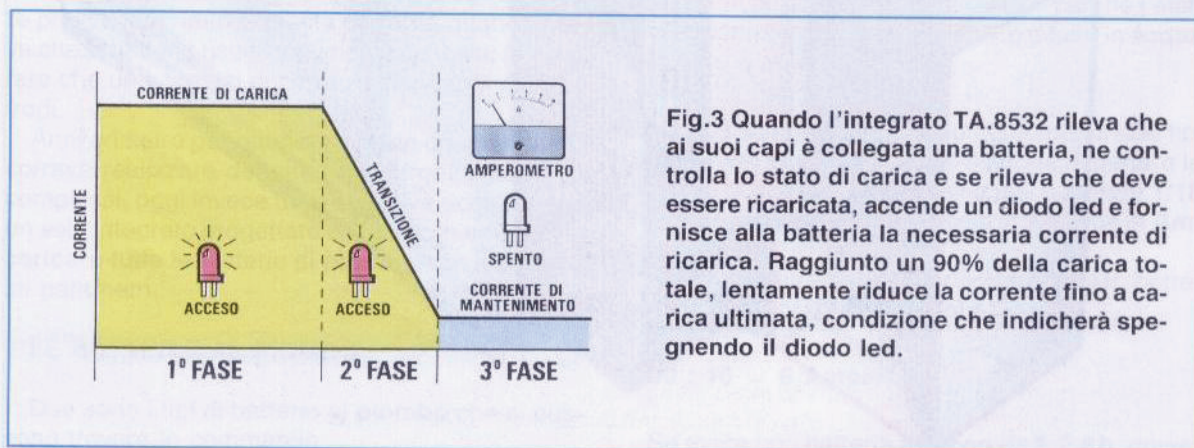 CORRENTE DI CARICA
CORRENTE
TRANSIZIONE
AMPEROMETRO
ACCESO
ACCESO
SPENTO
CORRENTE DI
MANTENIMENTO
1° FASE
2° FASE
3° FASE
Fig.3 Quando l'integrato TA.8532 rileva che
ai suoi capi è collegata una batteria, ne con-
trolla lo stato di carica e se rileva che deve
essere ricaricata, accende un diodo led e for-
nisce alla batteria la necessaria corrente di
ricarica. Raggiunto un 90% della carica to-
tale, lentamente riduce la corrente fino a ca-
rica ultimata, condizione che indicherà spe-
gnendo il diodo led.